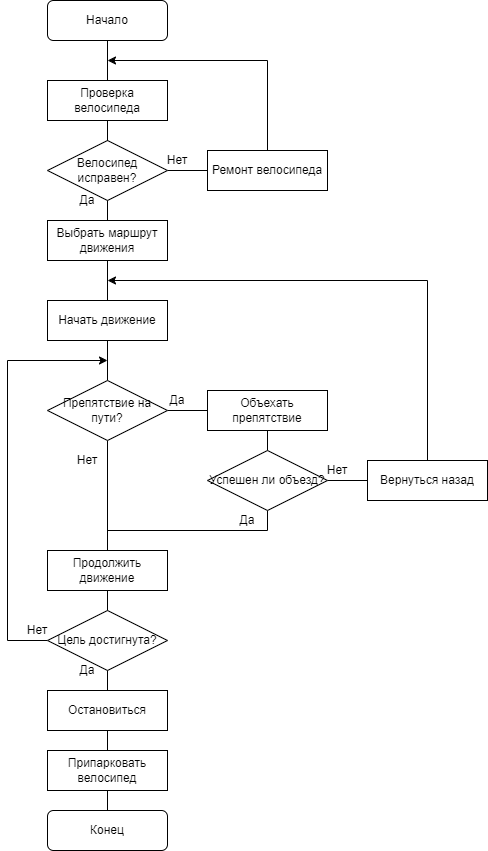 Начало
Проверка
велосипеда
Велосипед
исправен?
Нет
Ремонт велосипеда
Да
Выбрать маршрут
движения
Начать движение
Препятствие на
пути?
Да
Объехать
препятствие
Нет
Успешен ли объезд?
Нет
Вернуться назад
Да
Продолжить
движение
Нет
Цель достигнута?
Да
Остановиться
Припарковать
велосипед
Конец